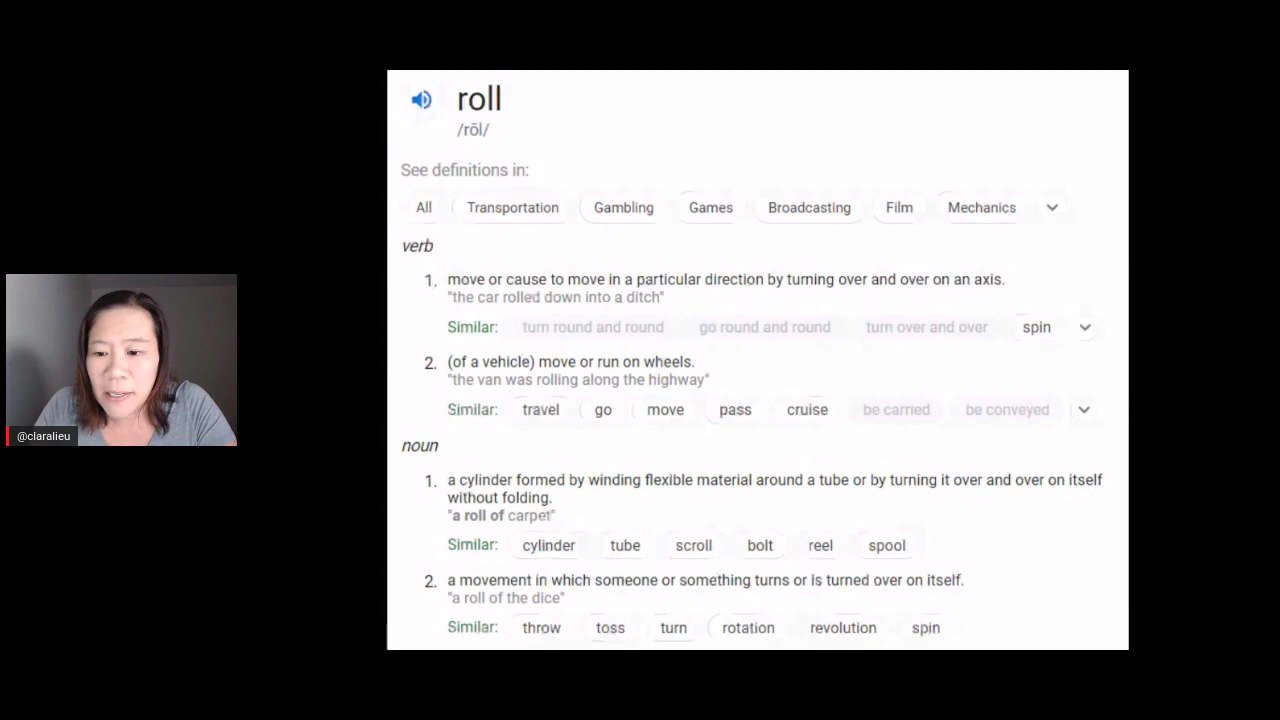 roll
/rōl/
See definitions in:
All Transportation Gambling Games Broadcasting Film Mechanics
verb
1. move or cause to move in a particular direction by turning over and over on an axis.
"the car rolled down into a ditch"
Similar: turn round and round go round and round turn over and over spin
2. (of a vehicle) move or run on wheels.
"the van was rolling along the highway"
Similar: travel go move pass cruise be carried be conveyed
@claralieu
noun
1. a cylinder formed by winding flexible material around a tube or by turning it over and over on itself
without folding.
"a roll of carpet"
Similar: cylinder tube scroll bolt reel spool
2. a movement in which someone or something turns or is turned over on itself.
"a roll of the dice"
Similar: throw toss turn rotation revolution spin